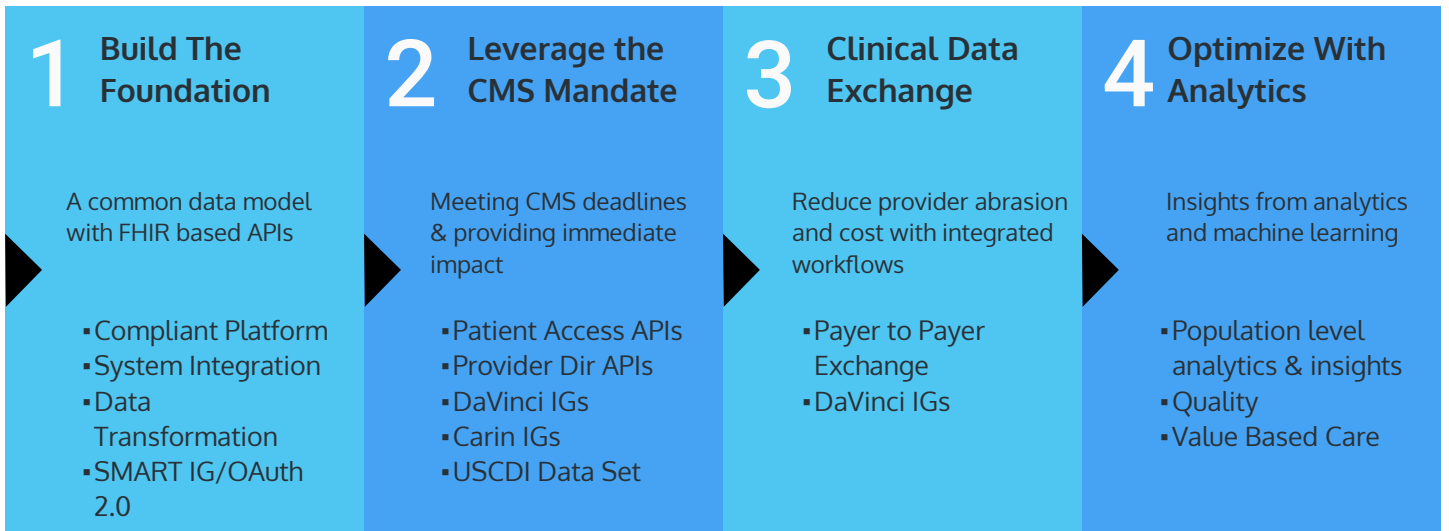 1
Build The
Foundation
A common data model
with FHIR based APIs
▪Compliant Platform
▪System Integration
▪Data
Transformation
▪SMART IG/OAuth
2.0
2
Leverage the
CMS Mandate
Meeting CMS deadlines
& providing immediate
impact
▪Patient Access APIs
▪Provider Dir APIs
▪DaVinci IGs
▪Carin IGs
▪USCDI Data Set
3
Clinical Data
Exchange
Reduce provider abrasion
and cost with integrated
workflows
▪Payer to Payer
Exchange
▪DaVinci IGs
4
Optimize With
Analytics
Insights from analytics
and machine learning
▪Population level
analytics & insights
▪Quality
▪Value Based Care